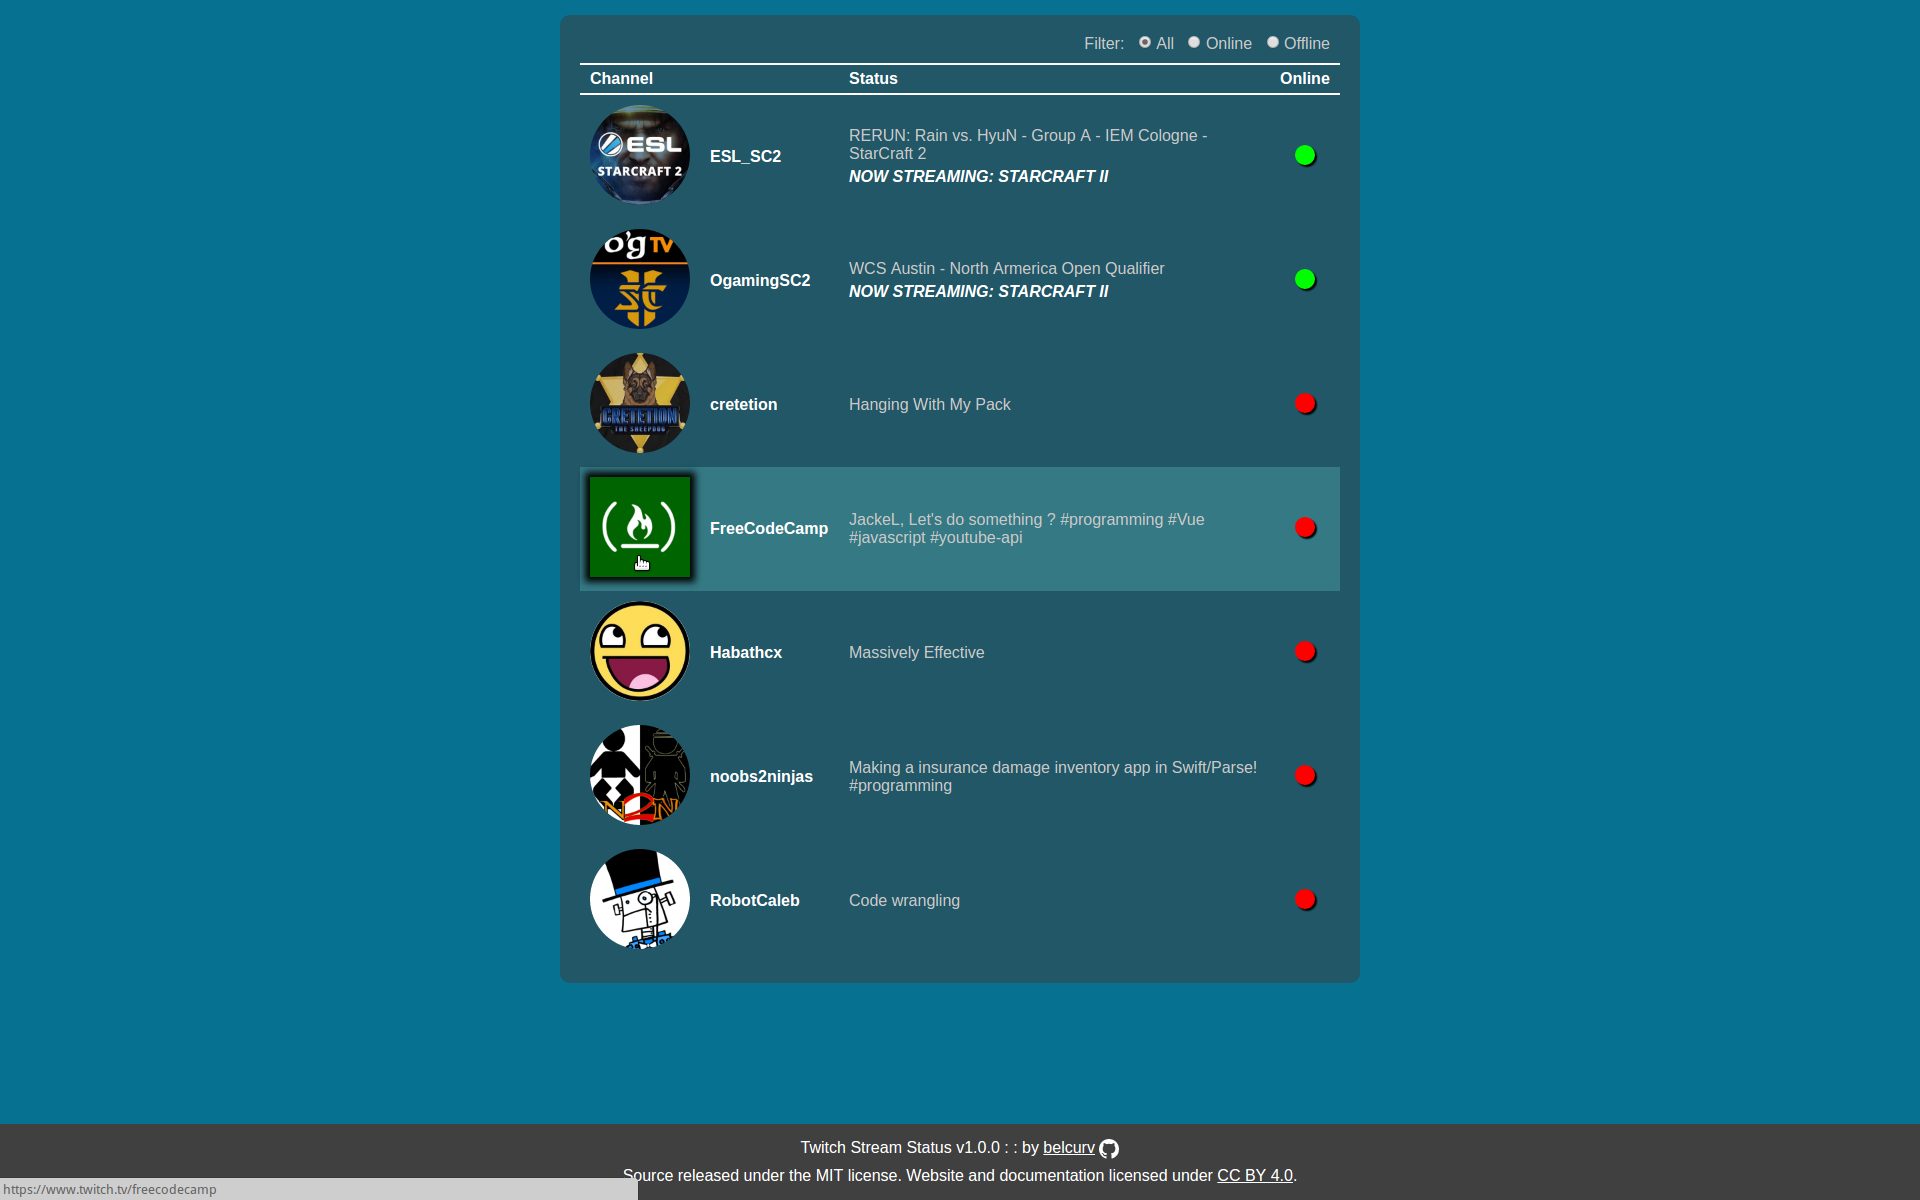 Filter: All Online Offline
Channel Status Online
ESL
STARCRAFT 2
ESL_SC2
RERUN: Rain vs. HyuN - Group A - IEM Cologne -
StarCraft 2
NOW STREAMING: STARCRAFT II
o'g TV
SC
OgamingSC2
WCS Austin - North Armerica Open Qualifier
NOW STREAMING: STARCRAFT II
CRETETION
THE SHEEPDOG
cretetion
Hanging With My Pack
FreeCodeCamp
JackeL, Let's do something ? #programming #Vue
#javascript #youtube-api
Habathcx
Massively Effective
N2N
noobs2ninjas
Making a insurance damage inventory app in Swift/Parse!
#programming
RobotCaleb
Code wrangling
Twitch Stream Status v1.0.0 : : by belcurv
Source released under the MIT license. Website and documentation licensed under CC BY 4.0.
https://www.twitch.tv/freecodecamp